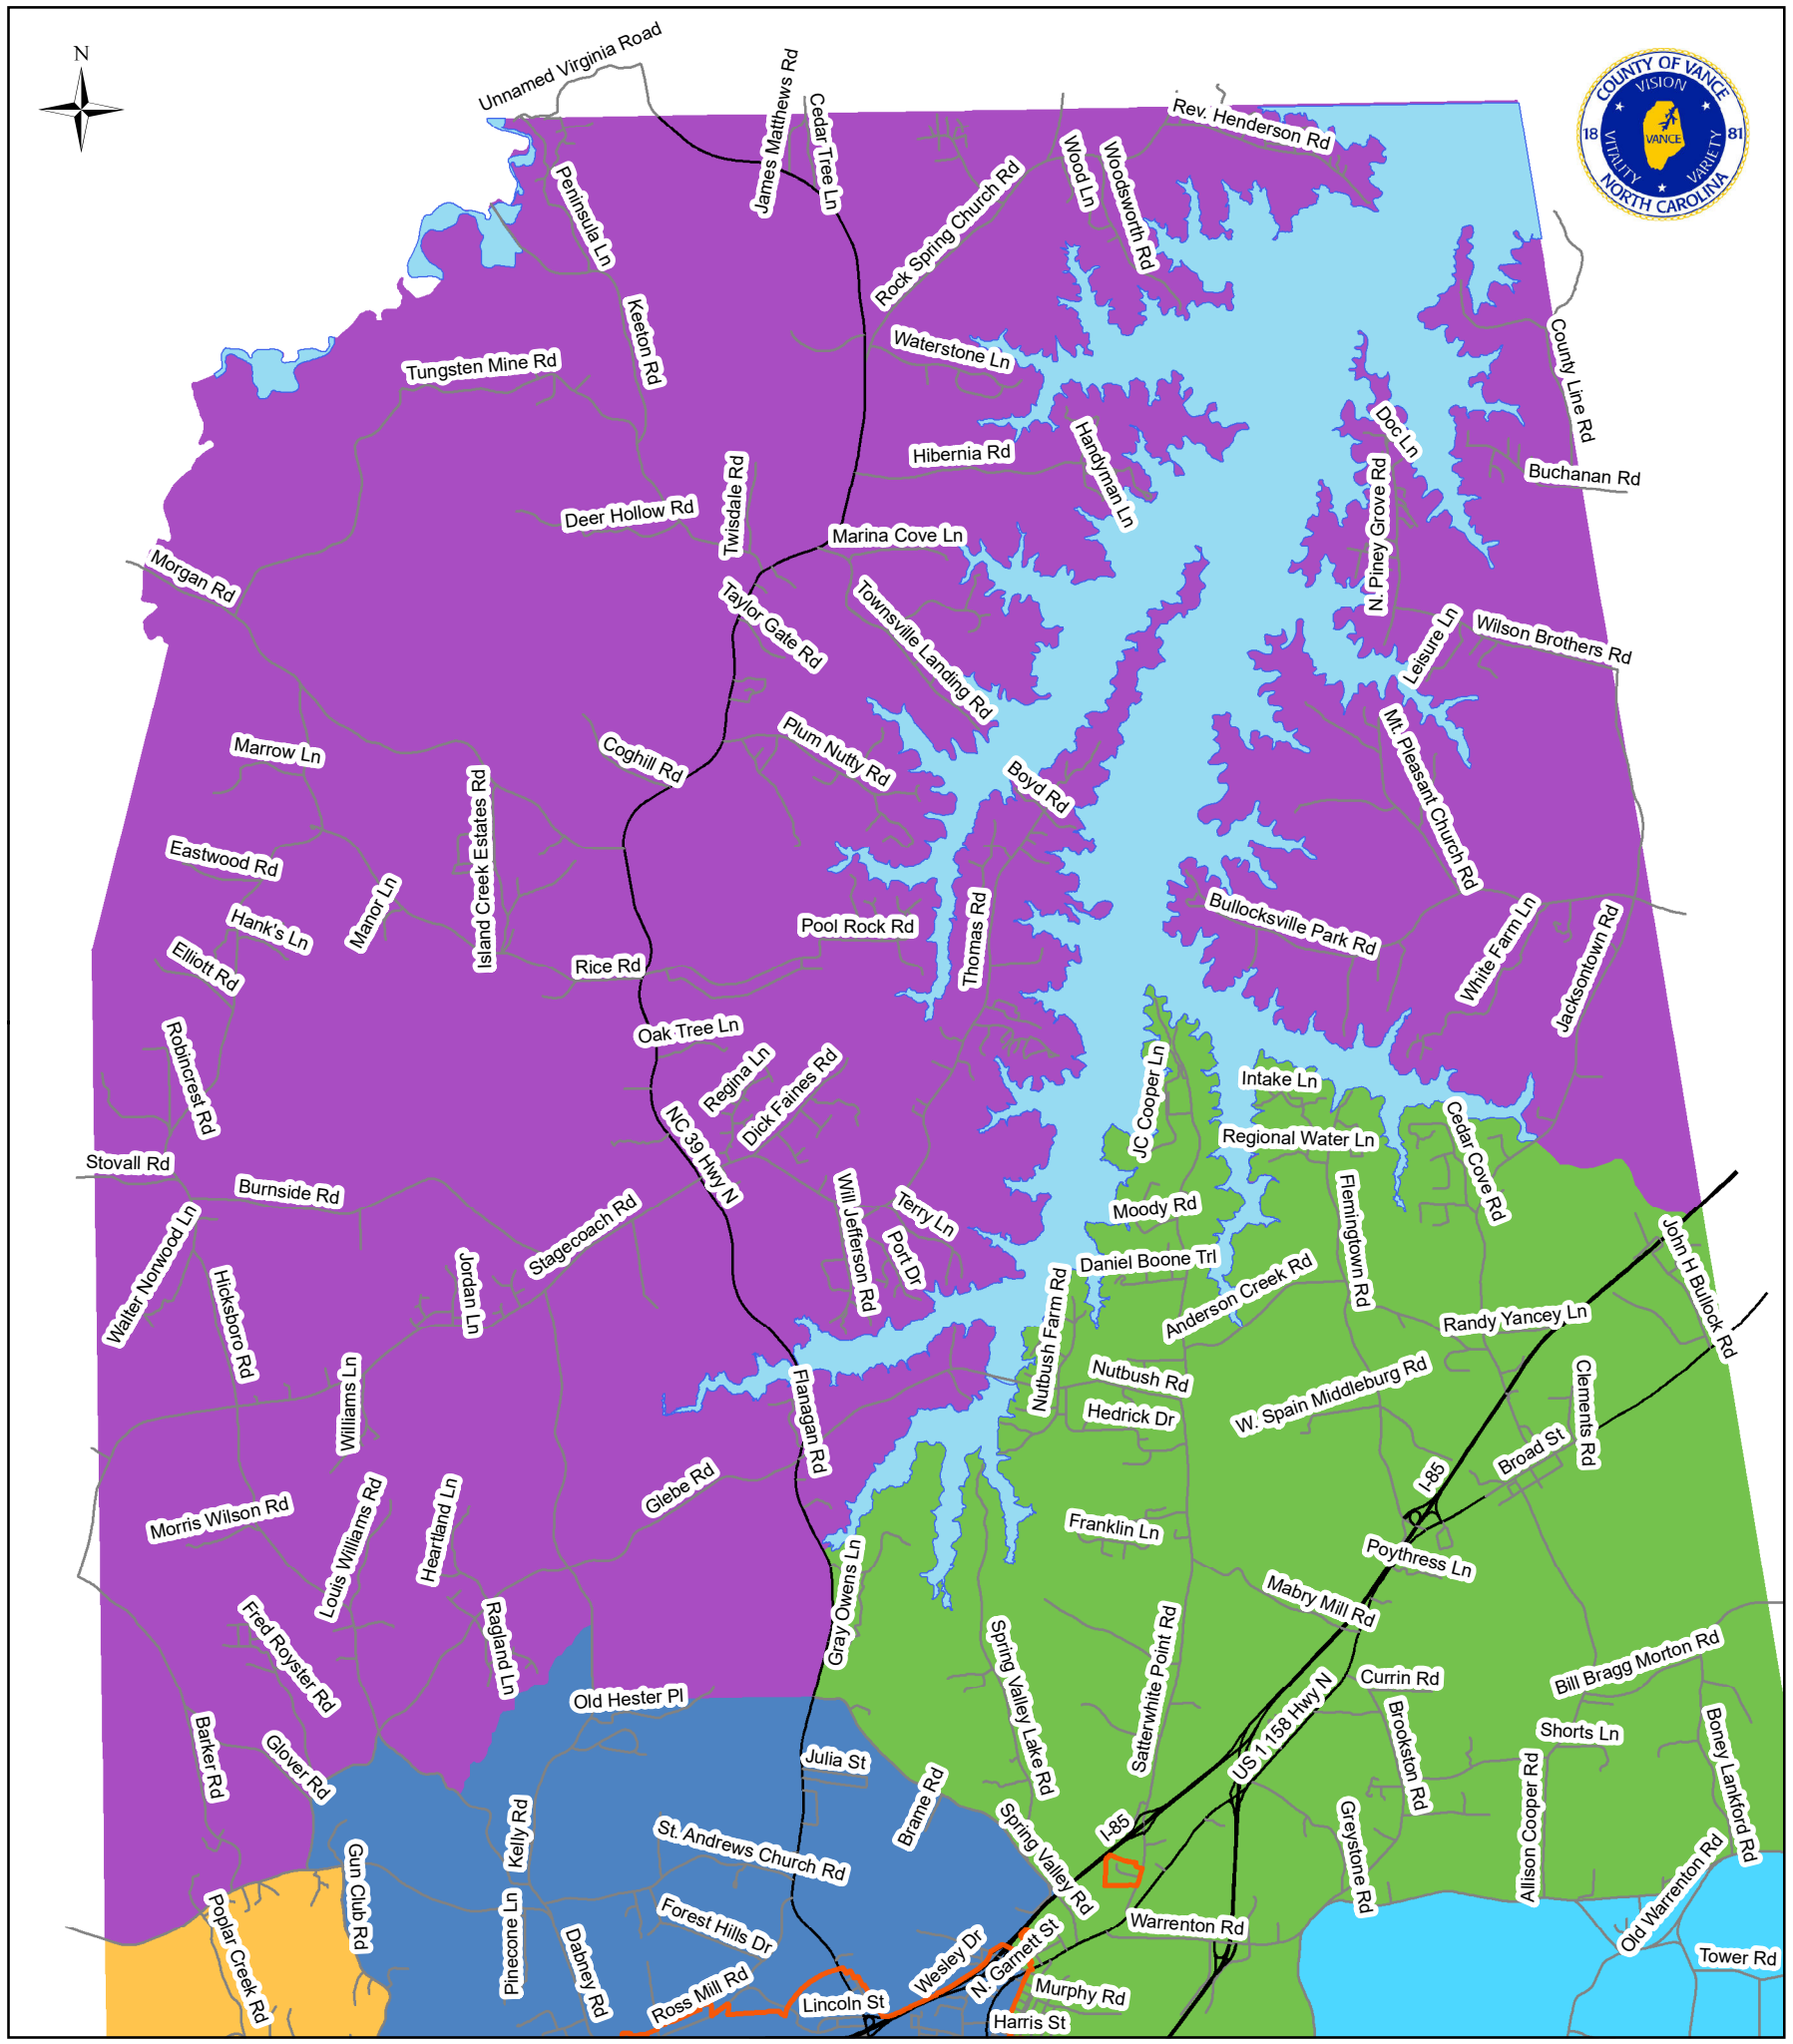 N
Unnamed Virginia Road
James Matthews Rd
Cedar Tree Ln
Rev. Henderson Rd
COUNTY OF VANCE
VISION
18
81
VANCE
VITALITY
VARIETY
NORTH CAROLINA
Peninsula Ln
Wood Ln
Woodsworth Rd
Rock Spring Church Rd
Keeton Rd
Waterstone Ln
County Line Rd
Tungsten Mine Rd
Doc Ln
Handyman Ln
Hibernia Rd
Buchanan Rd
Twisdale Rd
Deer Hollow Rd
N. Piney Grove Rd
Marina Cove Ln
Morgan Rd
Taylor Gate Rd
Townsville Landing Rd
Leisure Ln
Wilson Brothers Rd
Marrow Ln
Coghill Rd
Plum Nutty Rd
Boyd Rd
Mt. Pleasant Church Rd
Island Creek Estates Rd
Eastwood Rd
Manor Ln
Hank's Ln
Elliott Rd
Rice Rd
Pool Rock Rd
Thomas Rd
Bullocksville Park Rd
White Farm Ln
Jacksontown Rd
Robincrest Rd
Oak Tree Ln
Regina Ln
Dick Faines Rd
JC Cooper Ln
Intake Ln
Regional Water Ln
Cedar Cove Rd
NC 39 Hwy N
Stovall Rd
Burnside Rd
Stagecoach Rd
Will Jefferson Rd
Terry Ln
Port Dr
Moody Rd
Flemingtown Rd
Walter Norwood Ln
Hicksboro Rd
Jordan Ln
Daniel Boone Trl
Anderson Creek Rd
Nutbush Farm Rd
John H Bullock Rd
Randy Yancey Ln
Williams Ln
Flanagan Rd
Nutbush Rd
Hedrick Dr
W. Spain Middleburg Rd
Clements Rd
Broad St
I-85
Glebe Rd
Morris Wilson Rd
Louis Williams Rd
Heartland Ln
Franklin Ln
Poythress Ln
Gray Owens Ln
Mabry Mill Rd
Fred Royster Rd
Ragland Ln
Spring Valley Lake Rd
Satterwhite Point Rd
Currin Rd
Bill Bragg Morton Rd
Old Hester Pl
US 1 158 Hwy N
Brookston Rd
Shorts Ln
Boney Lankford Rd
Barker Rd
Glover Rd
Julia St
Brame Rd
Kelly Rd
St. Andrews Church Rd
I-85
Spring Valley Rd
Greystone Rd
Allison Cooper Rd
Old Warrenton Rd
Gun Club Rd
Poplar Creek Rd
Pinecone Ln
Dabney Rd
Forest Hills Dr
Wesley Dr
N. Garnett St
Warrenton Rd
Tower Rd
Ross Mill Rd
Lincoln St
Murphy Rd
Harris St